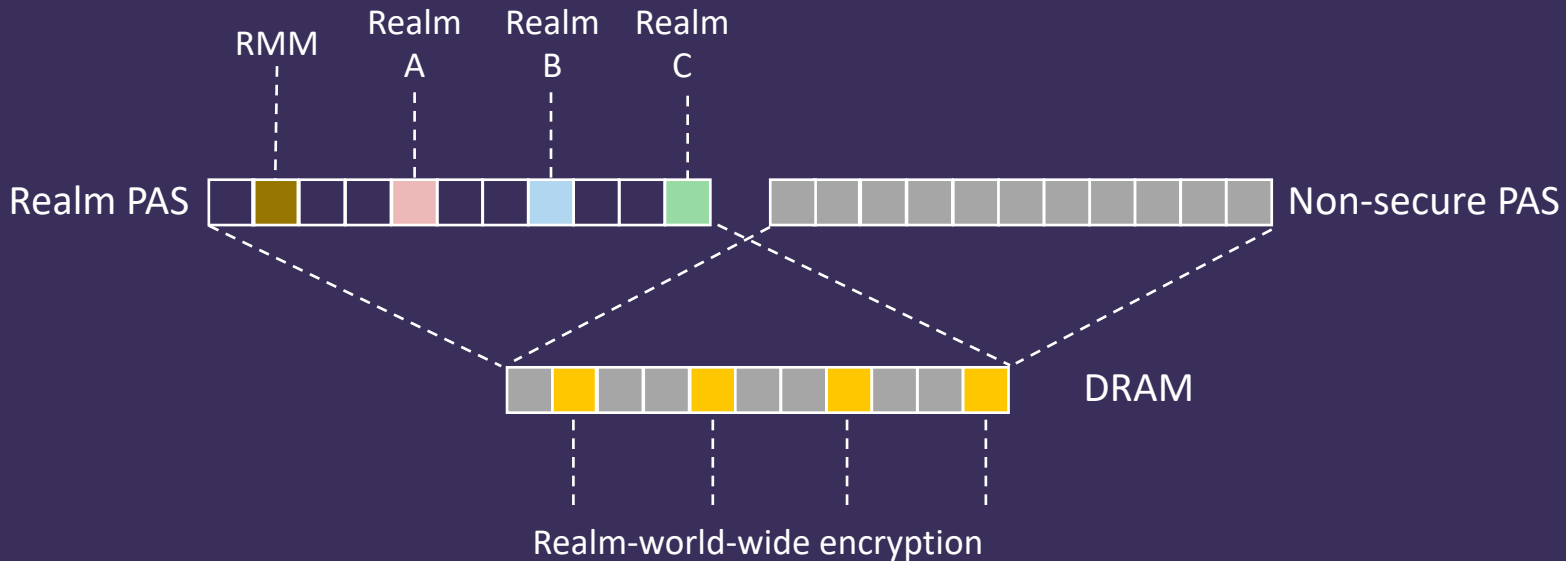 RMM
Realm
A
Realm
B
Realm
C
Realm PAS
Non-secure PAS
DRAM
Realm-world-wide encryption